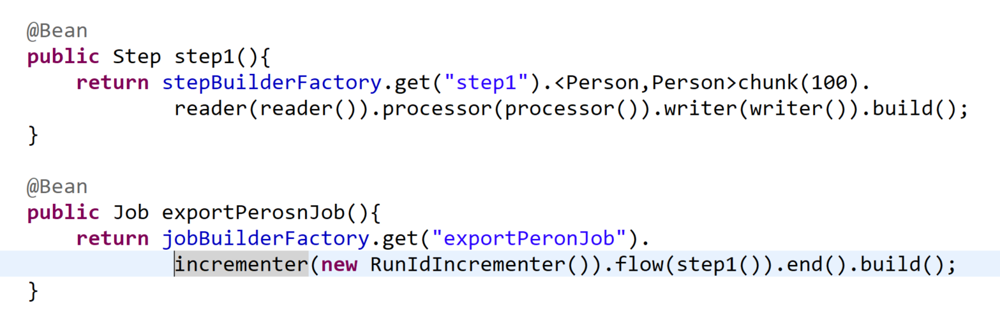 @Bean
public Step step1(){
return stepBuilderFactory.get("step1").<Person,Person>chunk(100).
reader(reader()).processor(processor()).writer(writer()).build();
}
@Bean
public Job exportPerosnJob(){
return jobBuilderFactory.get("exportPeronJob").
incrementer(new RunIdIncrementer()).flow(step1()).end().build();
}